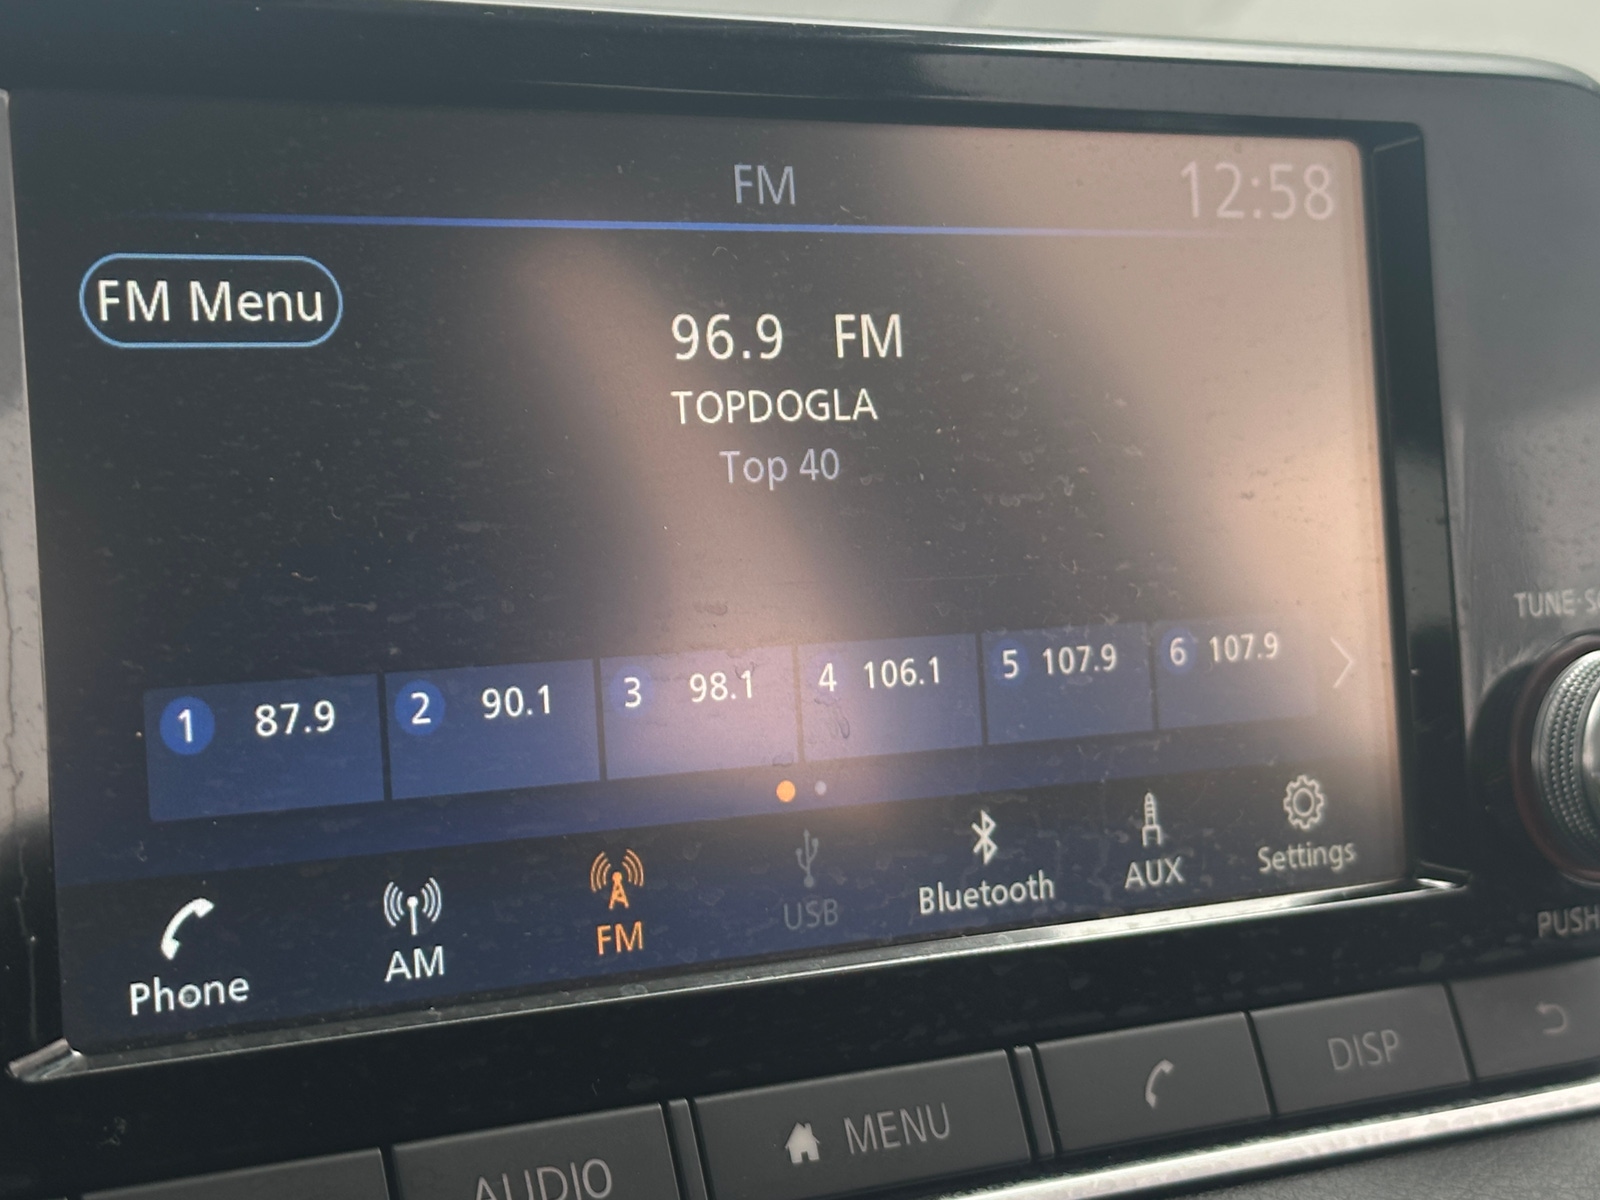 FM 12:58
FM Menu
96.9 FM
TOPDOGLA
Top 40
1 87.9 2 90.1 3 98.1 4 106.1 5 107.9 6 107.9
Phone AM FM USB Bluetooth AUX Settings
PUSH
AUDIO MENU DISP